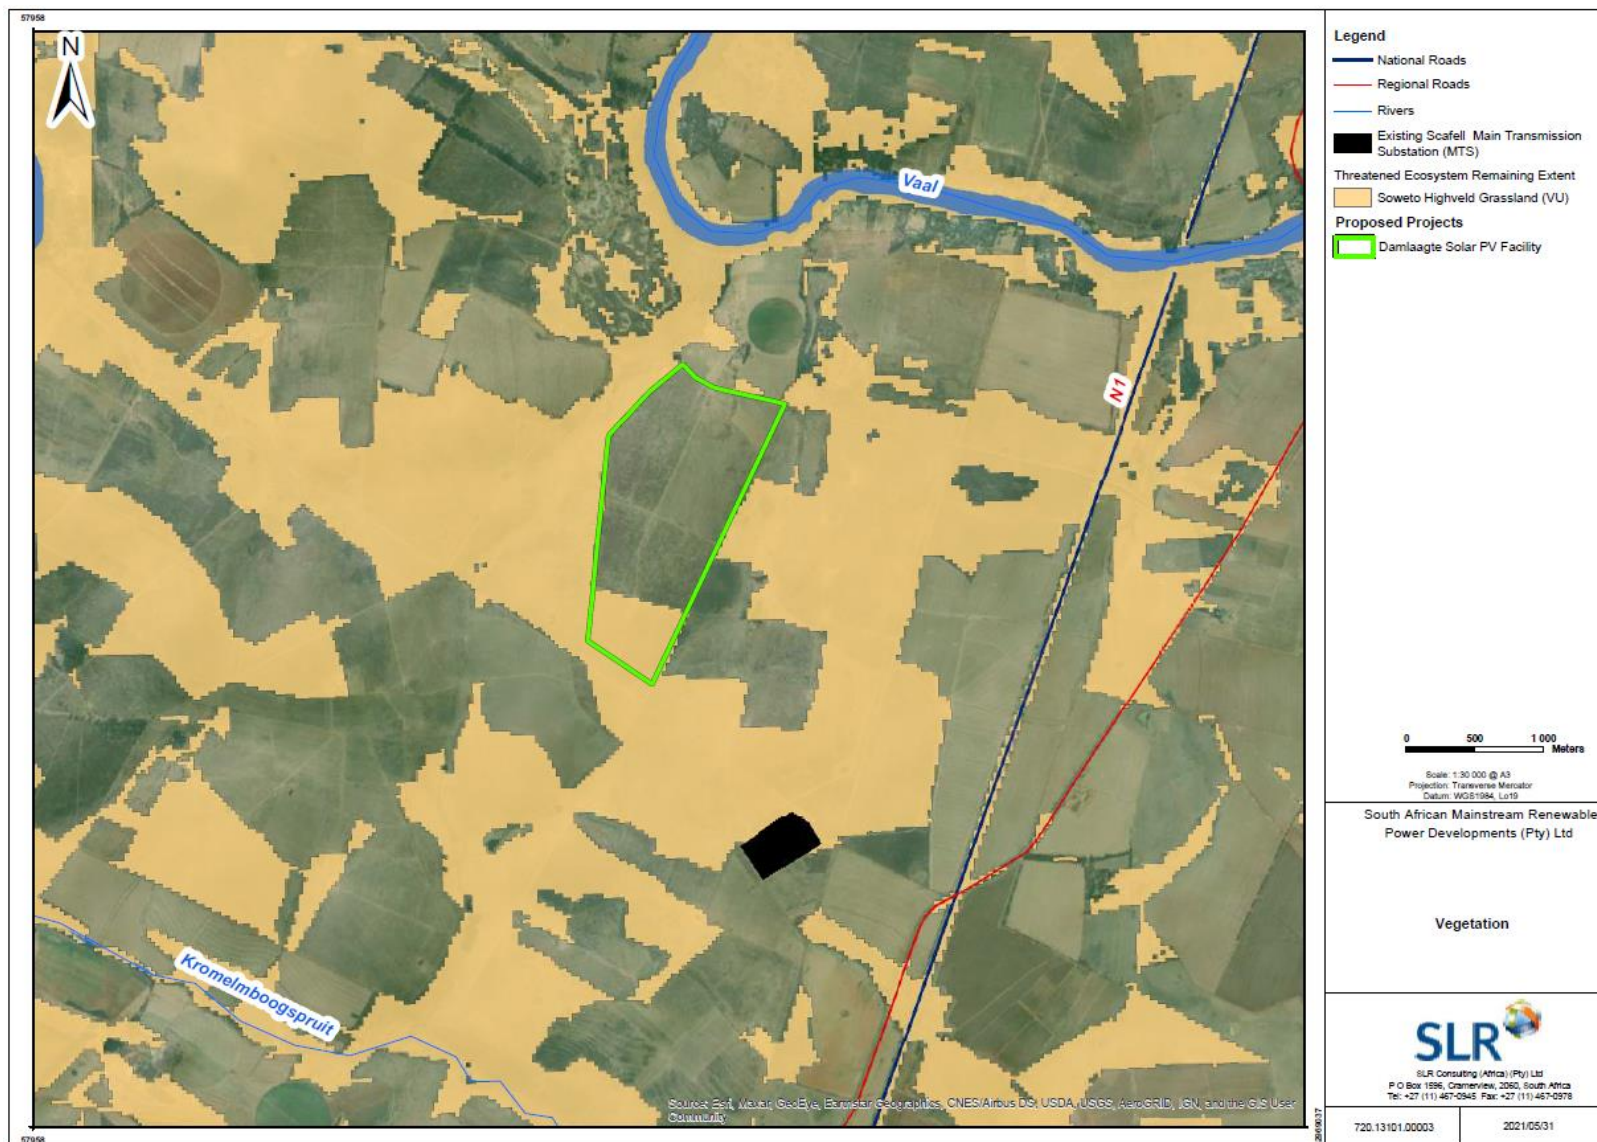 57958
N
Vaal
N1
Kromelmboogspruit
Source: Esri, Maxar, GeoEye, Earthstar Geographics, CNES/Airbus DS, USDA, USGS, AeroGRID, IGN, and the GIS User
Community
57958
2969037
Legend
National Roads
Regional Roads
Rivers
Existing Scafell Main Transmission
Substation (MTS)
Threatened Ecosystem Remaining Extent
Soweto Highveld Grassland (VU)
Proposed Projects
Damlaagte Solar PV Facility
0 500 1 000
Meters
Scale: 1:30 000 @ A3
Projection: Transverse Mercator
Datum: WGS1984, Lo19
South African Mainstream Renewable
Power Developments (Pty) Ltd
Vegetation
SLR
SLR Consulting (Africa) (Pty) Ltd
P O Box 1596, Cramerview, 2060, South Africa
Tel: +27 (11) 467-0945 Fax: +27 (11) 467-0978
720.13101.00003
2021/05/31